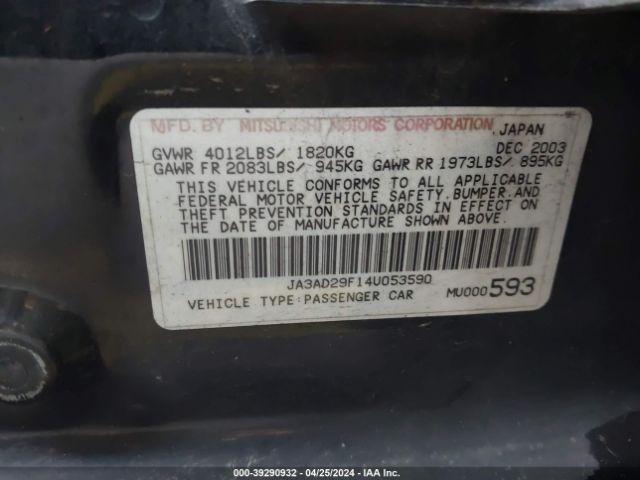 MFD. BY MITSUBISHI MOTORS CORPORATION, JAPAN
GVWR 4012LBS/ 1820KG DEC 2003
GAWR FR 2083LBS/ 945KG GAWR RR 1973LBS/ 895KG
THIS VEHICLE CONFORMS TO ALL APPLICABLE
FEDERAL MOTOR VEHICLE SAFETY, BUMPER, AND
THEFT PREVENTION STANDARDS IN EFFECT ON
THE DATE OF MANUFACTURE SHOWN ABOVE.
JA3AD29F14U053590
VEHICLE TYPE: PASSENGER CAR MU000593
000-39290932 / 04/25/2024 / IAA Auctions